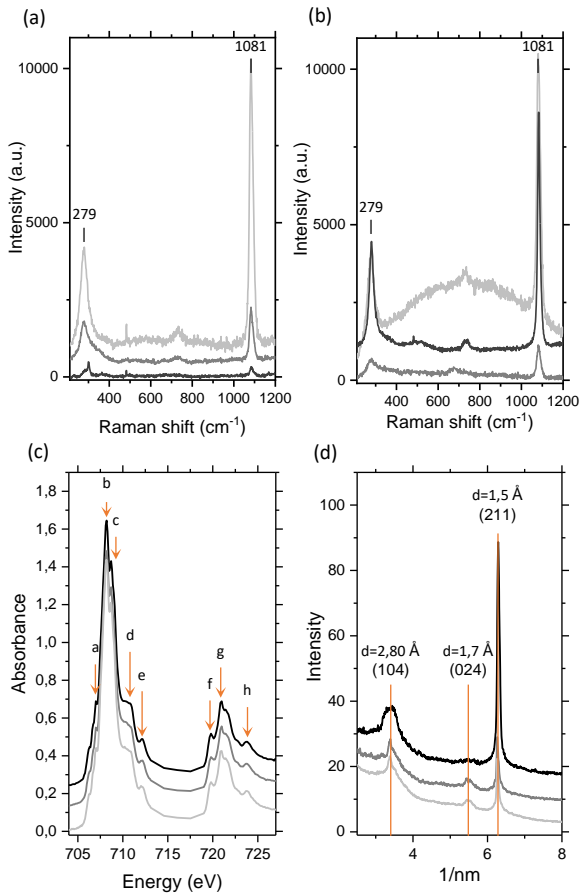 (a)
1081
10000
5000
0
Intensity (a.u.)
279
200 400 600 800 1000 1200
Raman shift (cm⁻¹)
(b)
1081
10000
5000
0
Intensity (a.u.)
279
400 600 800 1000 1200
Raman shift (cm⁻¹)
(c)
1,8
1,6
1,4
1,2
1,0
0,8
0,6
0,4
0,2
0,0
Absorbance
a
b
c
d
e
f
g
h
705 710 715 720 725
Energy (eV)
(d)
100
80
60
40
20
0
Intensity
d=1,5 Å
(211)
d=2,80 Å
(104)
d=1,7 Å
(024)
4 6 8
1/nm